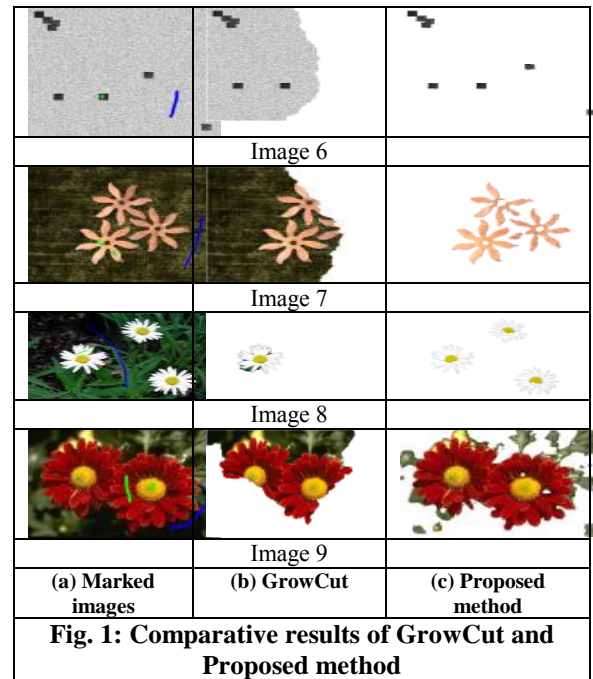 Image 6
Image 7
Image 8
Image 9
(a) Marked
images
(b) GrowCut
(c) Proposed
method
Fig. 1: Comparative results of GrowCut and
Proposed method